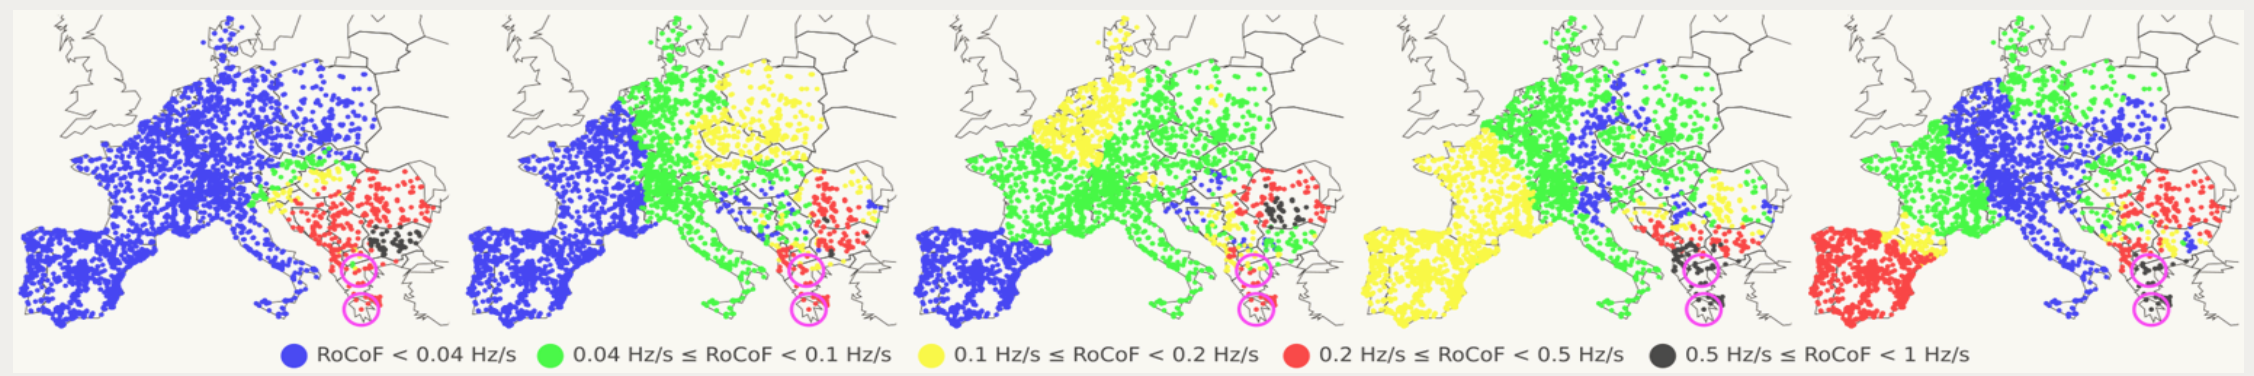 RoCoF < 0.04 Hz/s 0.04 Hz/s ≤ RoCoF < 0.1 Hz/s 0.1 Hz/s ≤ RoCoF < 0.2 Hz/s 0.2 Hz/s ≤ RoCoF < 0.5 Hz/s 0.5 Hz/s ≤ RoCoF < 1 Hz/s